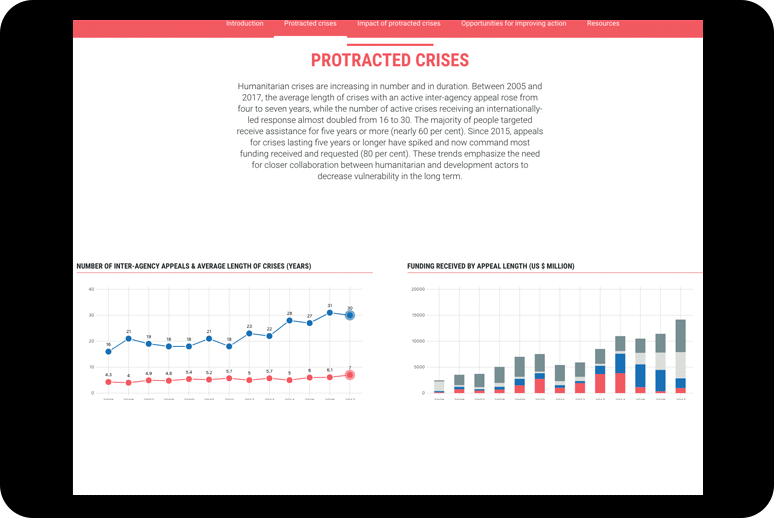 Introduction Protracted crises Impact of protracted crises Opportunities for improving action Resources
PROTRACTED CRISES
Humanitarian crises are increasing in number and in duration. Between 2005 and
2017, the average length of crises with an active inter-agency appeal rose from
four to seven years, while the number of active crises receiving an internationally-
led response almost doubled from 16 to 30. The majority of people targeted
receive assistance for five years or more (nearly 60 per cent). Since 2015, appeals
for crises lasting five years or longer have spiked and now command most
funding received and requested (80 per cent). These trends emphasize the need
for closer collaboration between humanitarian and development actors to
decrease vulnerability in the long term.
NUMBER OF INTER-AGENCY APPEALS & AVERAGE LENGTH OF CRISES (YEARS)
40
30
20
10
0
16 21 19 18 18 21 18 23 22 28 27 31 30
4.3 4 4.9 4.8 5.4 5.2 5.7 5 5.7 5 6 6.1 7
FUNDING RECEIVED BY APPEAL LENGTH (US $ MILLION)
20000
15000
10000
5000
0